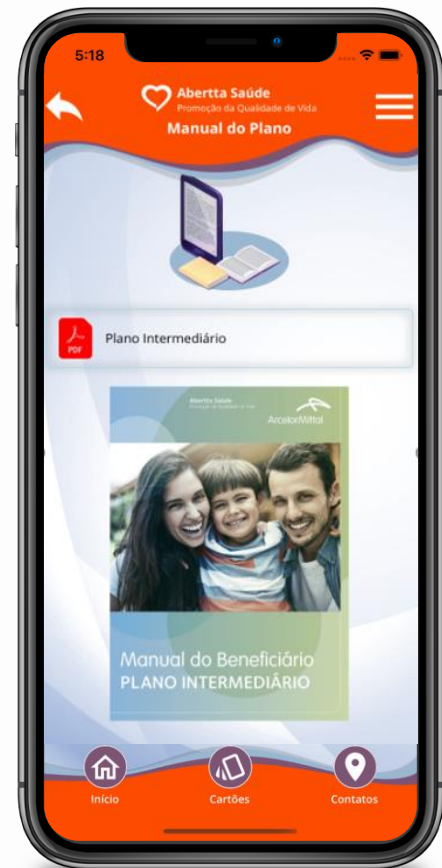 5:18
Abertta Saúde
Promoção da Qualidade de Vida
Manual do Plano
PDF
Plano Intermediário
Abertta Saúde
Promoção da Qualidade de Vida
ArcelorMittal
Manual do Beneficiário
PLANO INTERMEDIÁRIO
Início
Cartões
Contatos